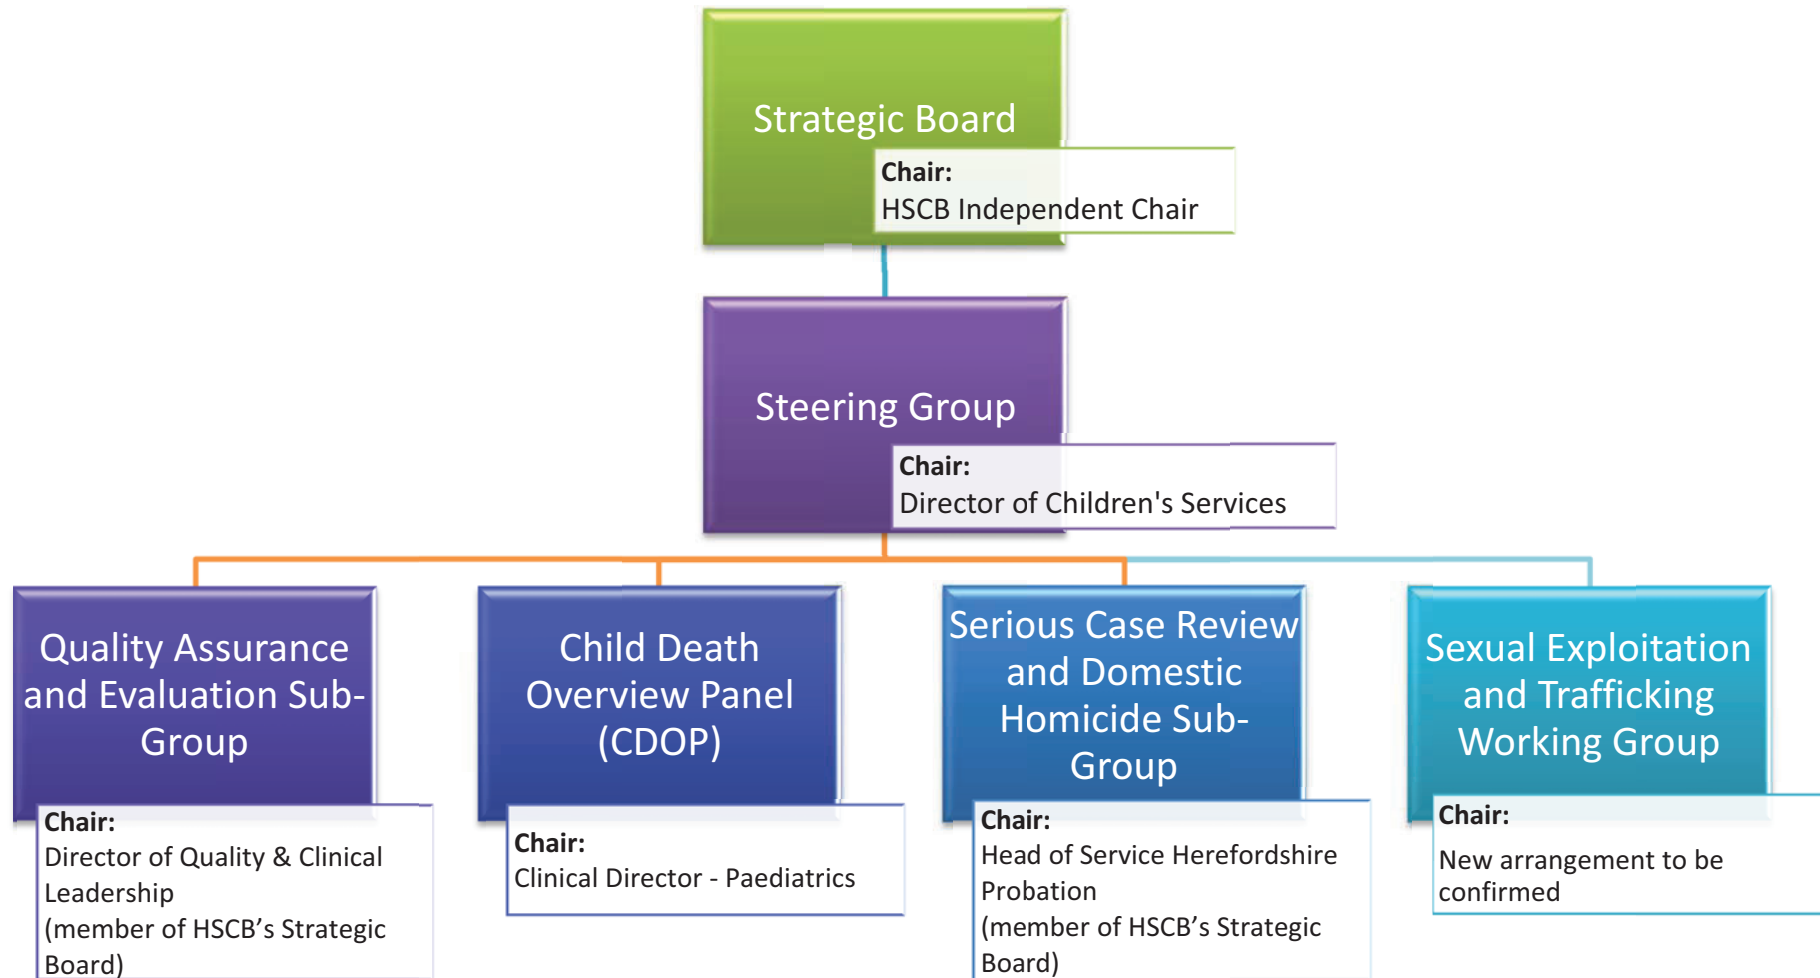 Strategic Board
Chair:
HSCB Independent Chair
Steering Group
Chair:
Director of Children's Services
Quality Assurance
and Evaluation Sub-
Group
Chair:
Director of Quality & Clinical
Leadership
(member of HSCB’s Strategic
Board)
Child Death
Overview Panel
(CDOP)
Chair:
Clinical Director - Paediatrics
Serious Case Review
and Domestic
Homicide Sub-
Group
Chair:
Head of Service Herefordshire
Probation
(member of HSCB’s Strategic
Board)
Sexual Exploitation
and Trafficking
Working Group
Chair:
New arrangement to be
confirmed